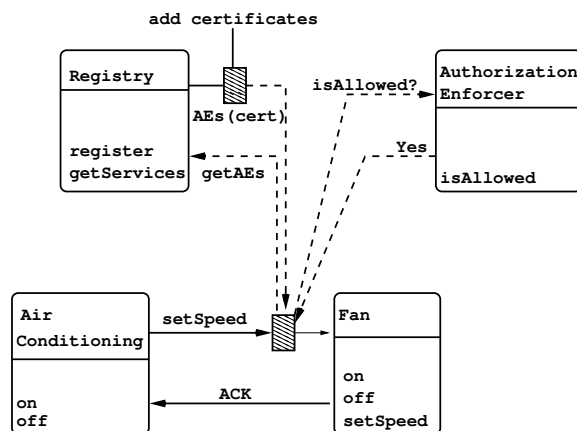 add certificates
Registry
AEs(cert)
register
getServices
getAEs
isAllowed?
Authorization
Enforcer
Yes
isAllowed
Air
Conditioning
on
off
setSpeed
ACK
Fan
on
off
setSpeed